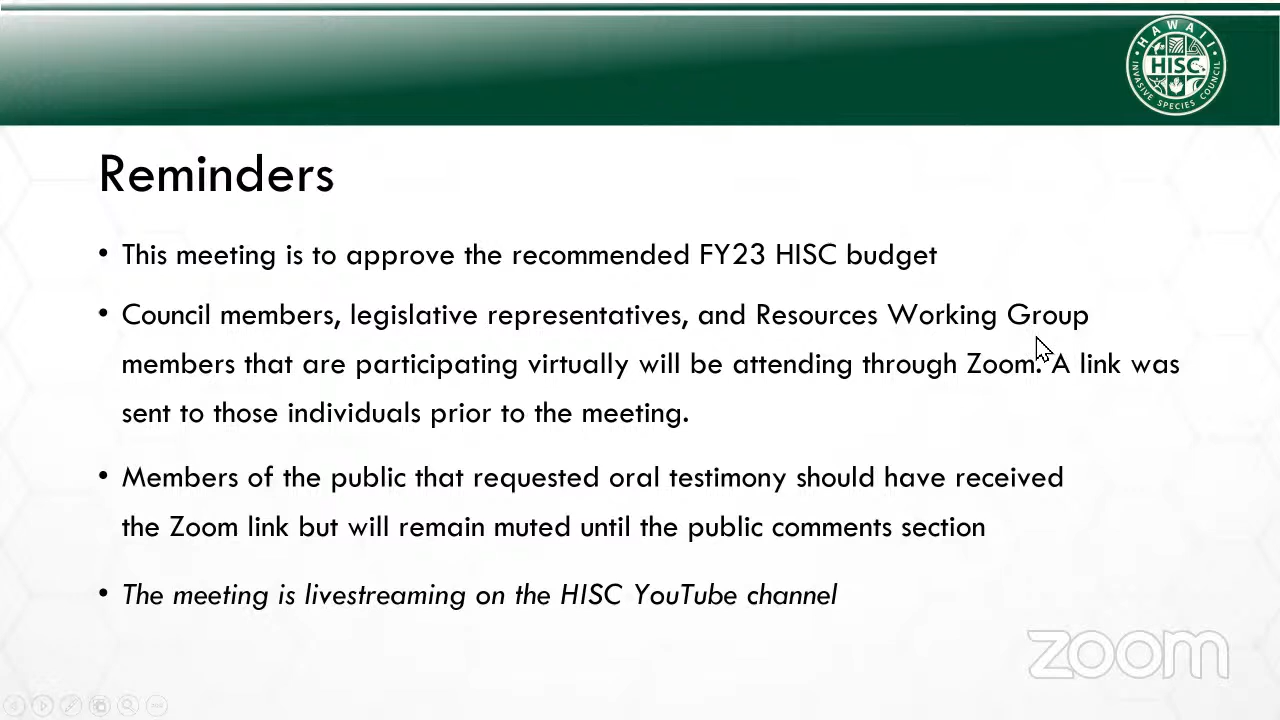 HAWAII
HISC
INVASIVE SPECIES COUNCIL
Reminders
• This meeting is to approve the recommended FY23 HISC budget
• Council members, legislative representatives, and Resources Working Group
members that are participating virtually will be attending through Zoom. A link was
sent to those individuals prior to the meeting.
• Members of the public that requested oral testimony should have received
the Zoom link but will remain muted until the public comments section
• The meeting is livestreaming on the HISC YouTube channel
zoom